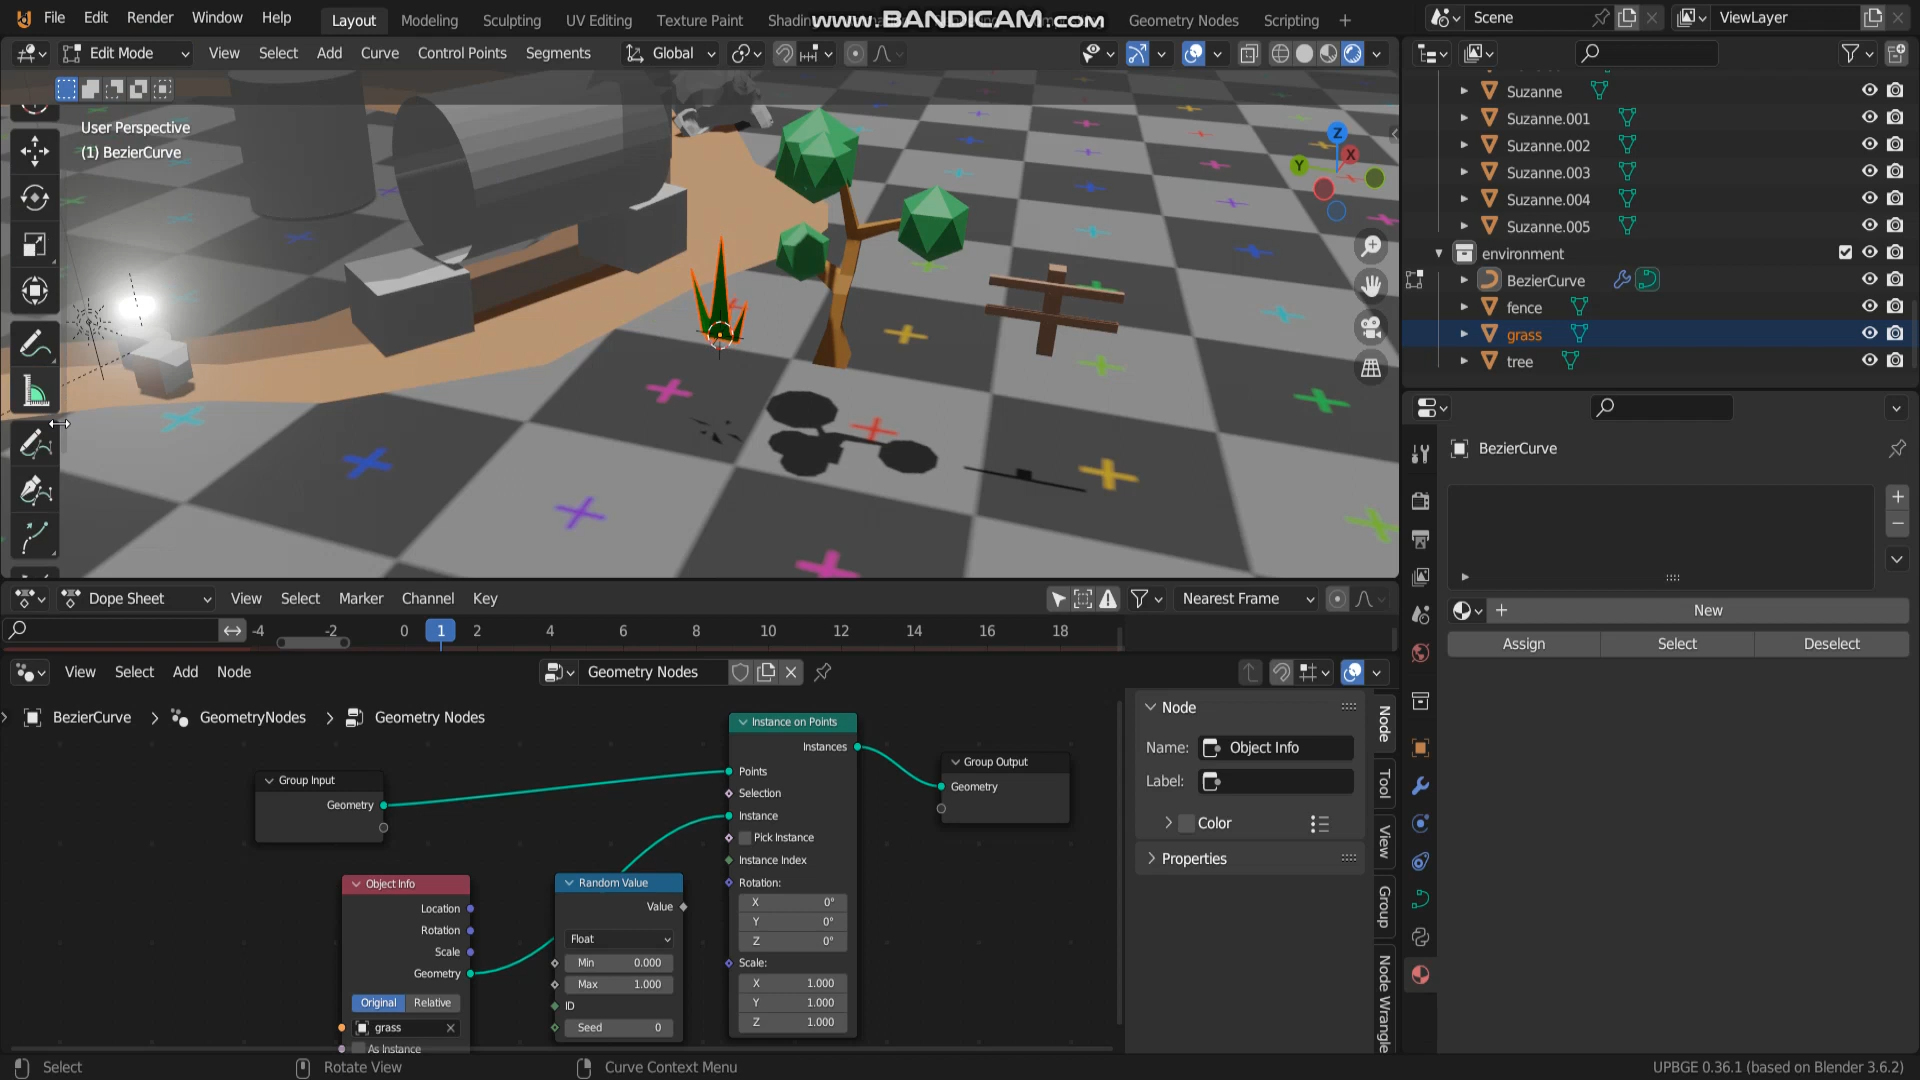 File Edit Render Window Help
Layout Modeling Sculpting UV Editing Texture Paint Shadin
www.BANDICAM.com
Geometry Nodes Scripting +
Scene
ViewLayer
Edit Mode View Select Add Curve Control Points Segments
Global
User Perspective
(1) BezierCurve
Z
X
Y
Suzanne
Suzanne.001
Suzanne.002
Suzanne.003
Suzanne.004
Suzanne.005
environment
BezierCurve
fence
grass
tree
BezierCurve
New
Assign Select Deselect
Dope Sheet View Select Marker Channel Key
Nearest Frame
-4 -2 0 1 2 4 6 8 10 12 14 16 18
View Select Add Node
Geometry Nodes
BezierCurve > GeometryNodes > Geometry Nodes
Group Input
Geometry
Object Info
Location
Rotation
Scale
Geometry
Original Relative
grass
As Instance
Random Value
Value
Float
Min 0.000
Max 1.000
ID
Seed 0
Instance on Points
Instances
Points
Selection
Instance
Pick Instance
Instance Index
Rotation:
X 0°
Y 0°
Z 0°
Scale:
X 1.000
Y 1.000
Z 1.000
Group Output
Geometry
Node
Name: Object Info
Label:
Color
Properties
Node
Tool
View
Group
Node Wrangle
Select
Rotate View
Curve Context Menu
UPBGE 0.36.1 (based on Blender 3.6.2)